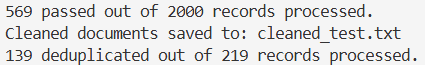 569 passed out of 2000 records processed.
Cleaned documents saved to: cleaned_test.txt
139 deduplicated out of 219 records processed.